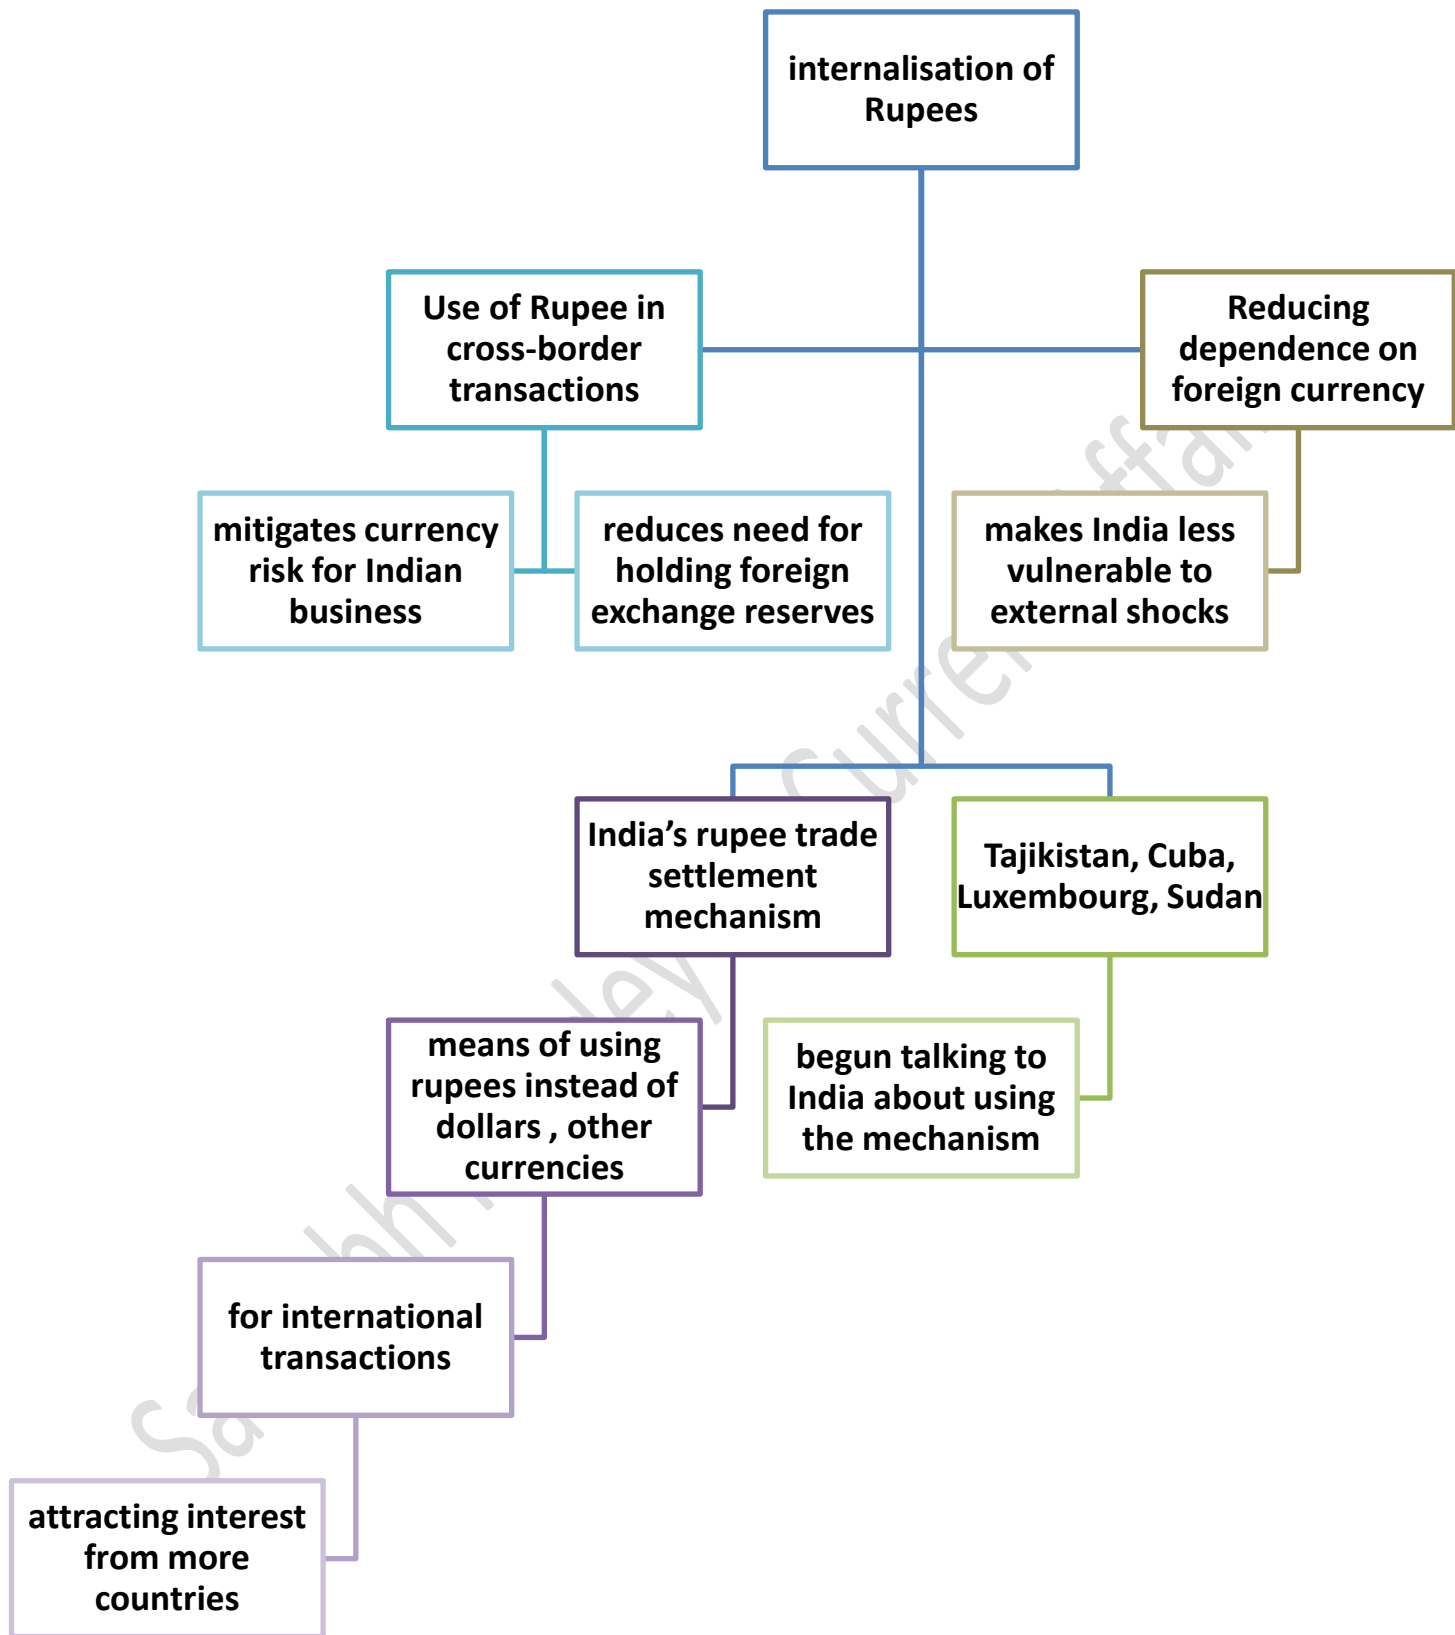 internalisation of
Rupees
Use of Rupee in
cross-border
transactions
Reducing
dependence on
foreign currency
mitigates currency
risk for Indian
business
reduces need for
holding foreign
exchange reserves
makes India less
vulnerable to
external shocks
India’s rupee trade
settlement
mechanism
Tajikistan, Cuba,
Luxembourg, Sudan
means of using
rupees instead of
dollars , other
currencies
begun talking to
India about using
the mechanism
for international
transactions
attracting interest
from more
countries